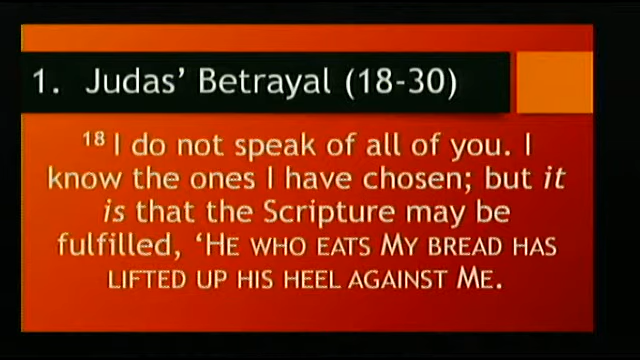 1. Judas’ Betrayal (18-30)
18 I do not speak of all of you. I
know the ones I have chosen; but it
is that the Scripture may be
fulfilled, ‘HE WHO EATS MY BREAD HAS
LIFTED UP HIS HEEL AGAINST ME.